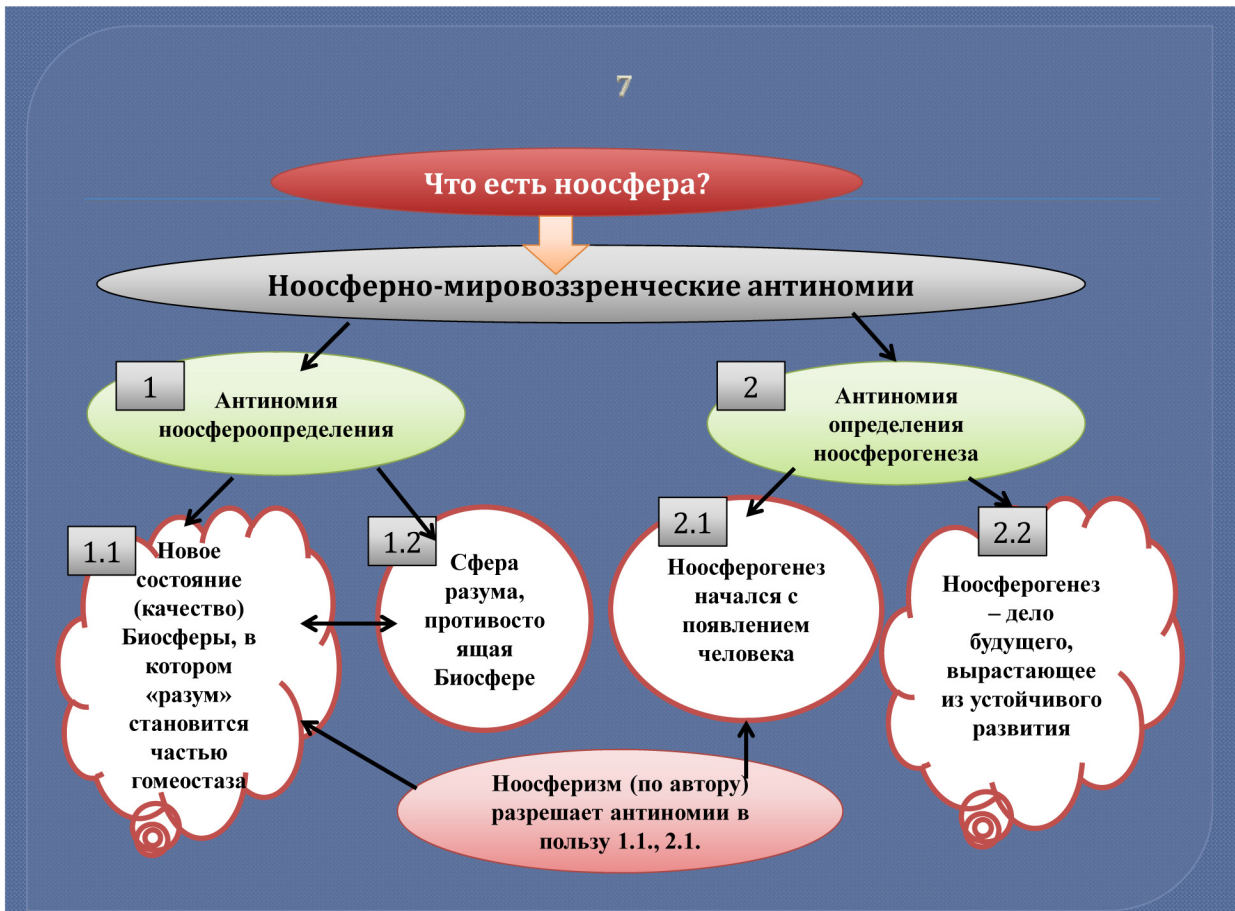 7
Что есть ноосфера?
Ноосферно-мировоззренческие антиномии
1
Антиномия
ноосфероопределения
2
Антиномия
определения
ноосферогенеза
1.1
Новое
состояние
(качество)
Биосферы, в
котором
«разум»
становится
частью
гомеостаза
1.2
Сфера
разума,
противосто
ящая
Биосфере
2.1
Ноосферогенез
начался с
появлением
человека
2.2
Ноосферогенез
– дело
будущего,
вырастающее
из устойчивого
развития
Ноосферизм (по автору)
разрешает антиномии в
пользу 1.1., 2.1.